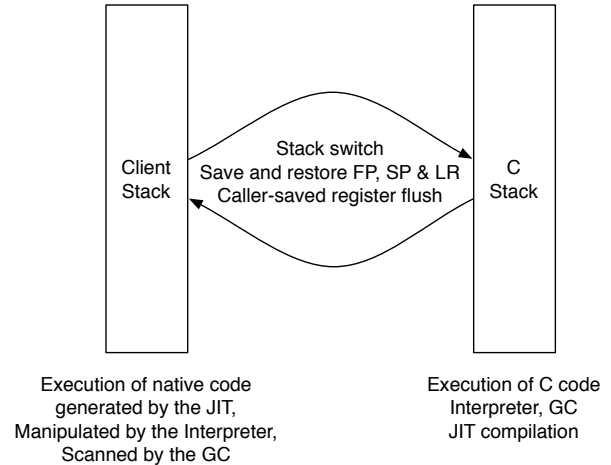 Client
Stack
Stack switch
Save and restore FP, SP & LR
Caller-saved register flush
C
Stack
Execution of native code
generated by the JIT,
Manipulated by the Interpreter,
Scanned by the GC
Execution of C code
Interpreter, GC
JIT compilation